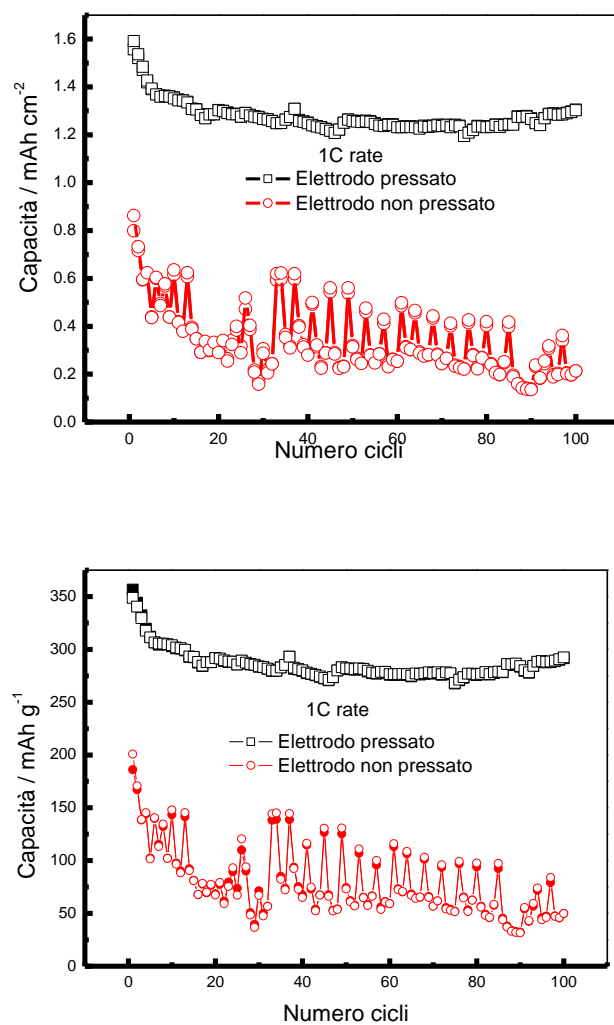 1.6
1.4
1.2
1.0
0.8
0.6
0.4
0.2
0.0
Capacità / mAh cm-2
1C rate
Elettrodo pressato
Elettrodo non pressato
0 20 40 60 80 100
Numero cicli
350
300
250
200
150
100
50
0
Capacità / mAh g-1
1C rate
Elettrodo pressato
Elettrodo non pressato
0 20 40 60 80 100
Numero cicli